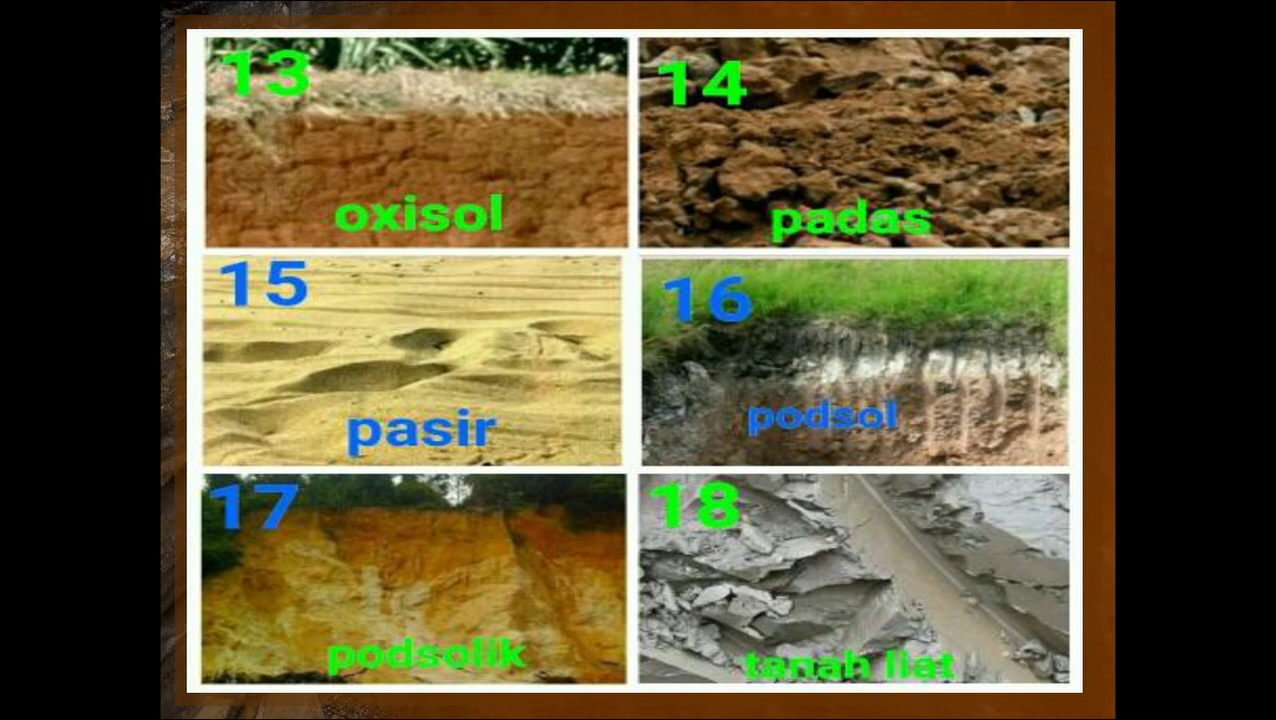 13
oxisol
14
padas
15
pasir
16
podsol
17
podsolik
18
tanah liat